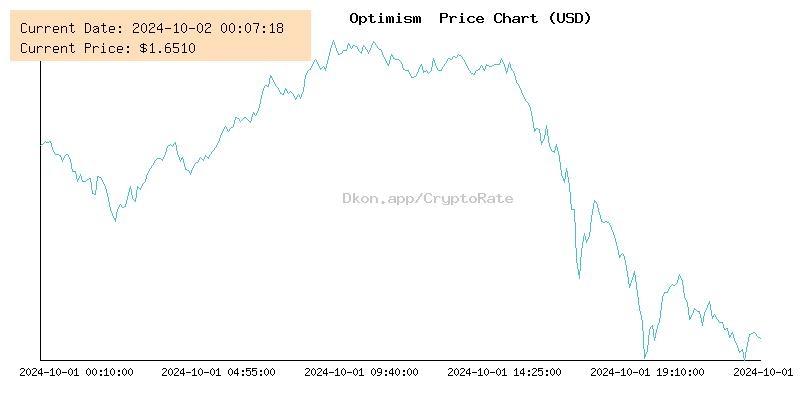 Optimism  Price Chart (USD)
Current Date: 2024-10-02 00:07:18
Current Price: $1.6510
Dkon.app/CryptoRate
2024-10-01 00:10:00 2024-10-01 04:55:00 2024-10-01 09:40:00 2024-10-01 14:25:00 2024-10-01 19:10:00 2024-10-01